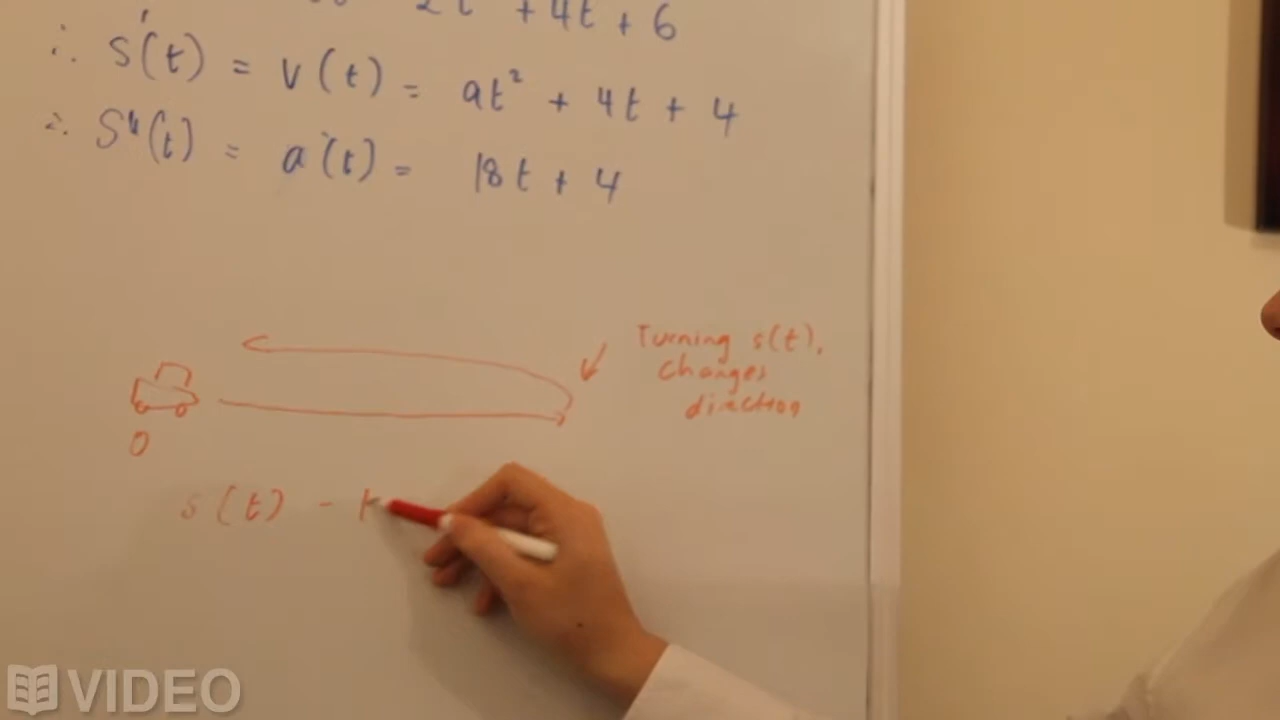 2t + 4t + 6
∴ s'(t) = v(t) = 9t² + 4t + 4
∴ S"(t) = a(t) = 18t + 4
Turning s(t),
changes
direction
0
s(t) -
VIDEO